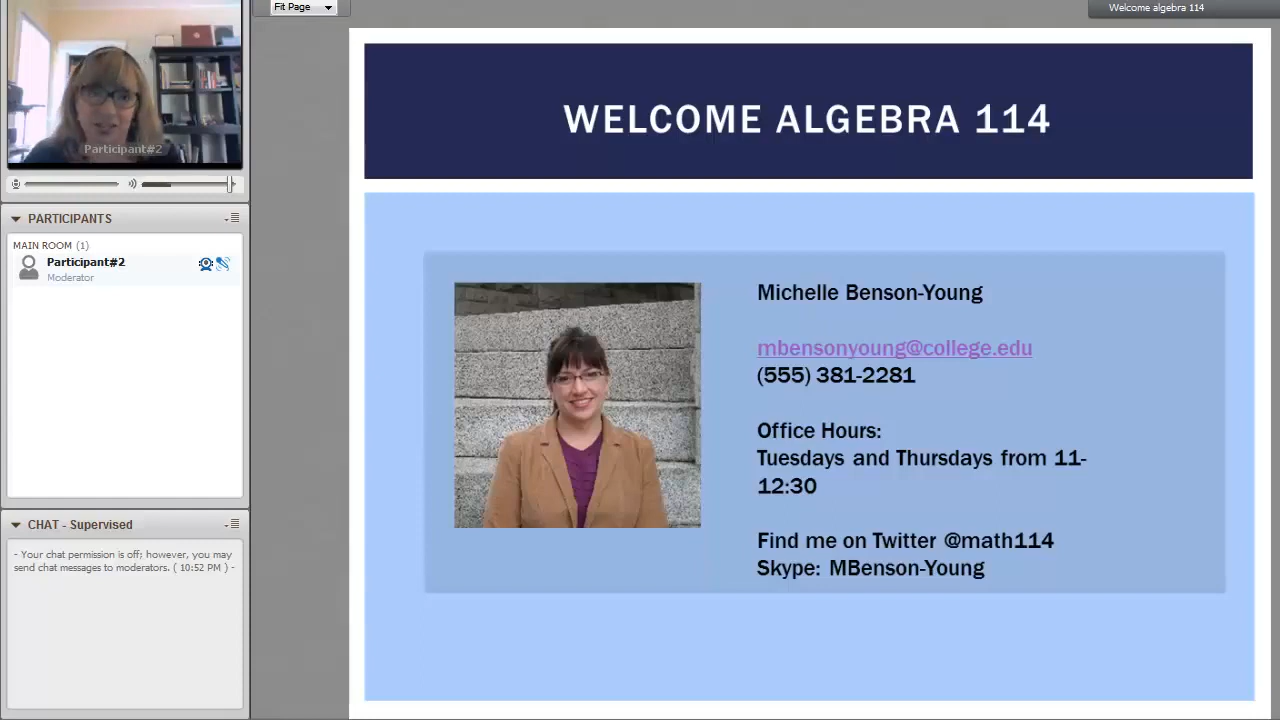 Fit Page
Welcome algebra 114
Participant#2
PARTICIPANTS
MAIN ROOM (1)
Participant#2
Moderator
CHAT - Supervised
- Your chat permission is off; however, you may
send chat messages to moderators. ( 10:52 PM ) -
WELCOME ALGEBRA 114
Michelle Benson-Young
mbensonyoung@college.edu
(555) 381-2281
Office Hours:
Tuesdays and Thursdays from 11-
12:30
Find me on Twitter @math114
Skype: MBenson-Young